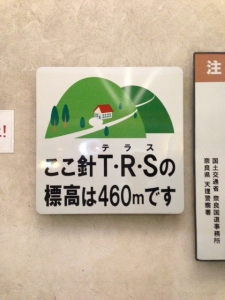 テラス
ここ針T・R・Sの
標高は460mです
注
国土交通省 奈良国道事務所
奈良県 天理警察署
!